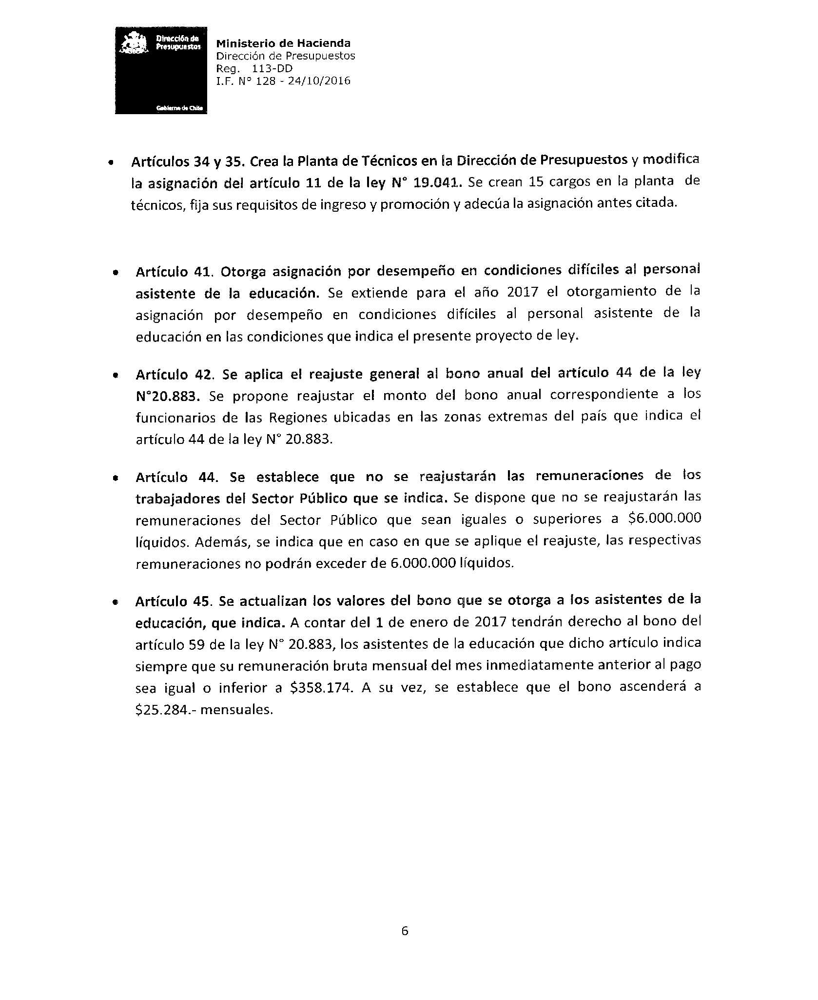 Dirección de
Presupuestos
Gobierno de Chile
Ministerio de Hacienda
Dirección de Presupuestos
Reg. 113-DD
I.F. N° 128 - 24/10/2016
• Artículos 34 y 35. Crea la Planta de Técnicos en la Dirección de Presupuestos y modifica
la asignación del artículo 11 de la ley N° 19.041. Se crean 15 cargos en la planta de
técnicos, fija sus requisitos de ingreso y promoción y adecúa la asignación antes citada.
• Artículo 41. Otorga asignación por desempeño en condiciones difíciles al personal
asistente de la educación. Se extiende para el año 2017 el otorgamiento de la
asignación por desempeño en condiciones difíciles al personal asistente de la
educación en las condiciones que indica el presente proyecto de ley.
• Artículo 42. Se aplica el reajuste general al bono anual del artículo 44 de la ley
N°20.883. Se propone reajustar el monto del bono anual correspondiente a los
funcionarios de las Regiones ubicadas en las zonas extremas del país que indica el
artículo 44 de la ley N° 20.883.
• Artículo 44. Se establece que no se reajustarán las remuneraciones de los
trabajadores del Sector Público que se indica. Se dispone que no se reajustarán las
remuneraciones del Sector Público que sean iguales o superiores a $6.000.000
líquidos. Además, se indica que en caso en que se aplique el reajuste, las respectivas
remuneraciones no podrán exceder de 6.000.000 líquidos.
• Artículo 45. Se actualizan los valores del bono que se otorga a los asistentes de la
educación, que indica. A contar del 1 de enero de 2017 tendrán derecho al bono del
artículo 59 de la ley N° 20.883, los asistentes de la educación que dicho artículo indica
siempre que su remuneración bruta mensual del mes inmediatamente anterior al pago
sea igual o inferior a $358.174. A su vez, se establece que el bono ascenderá a
$25.284.- mensuales.
6